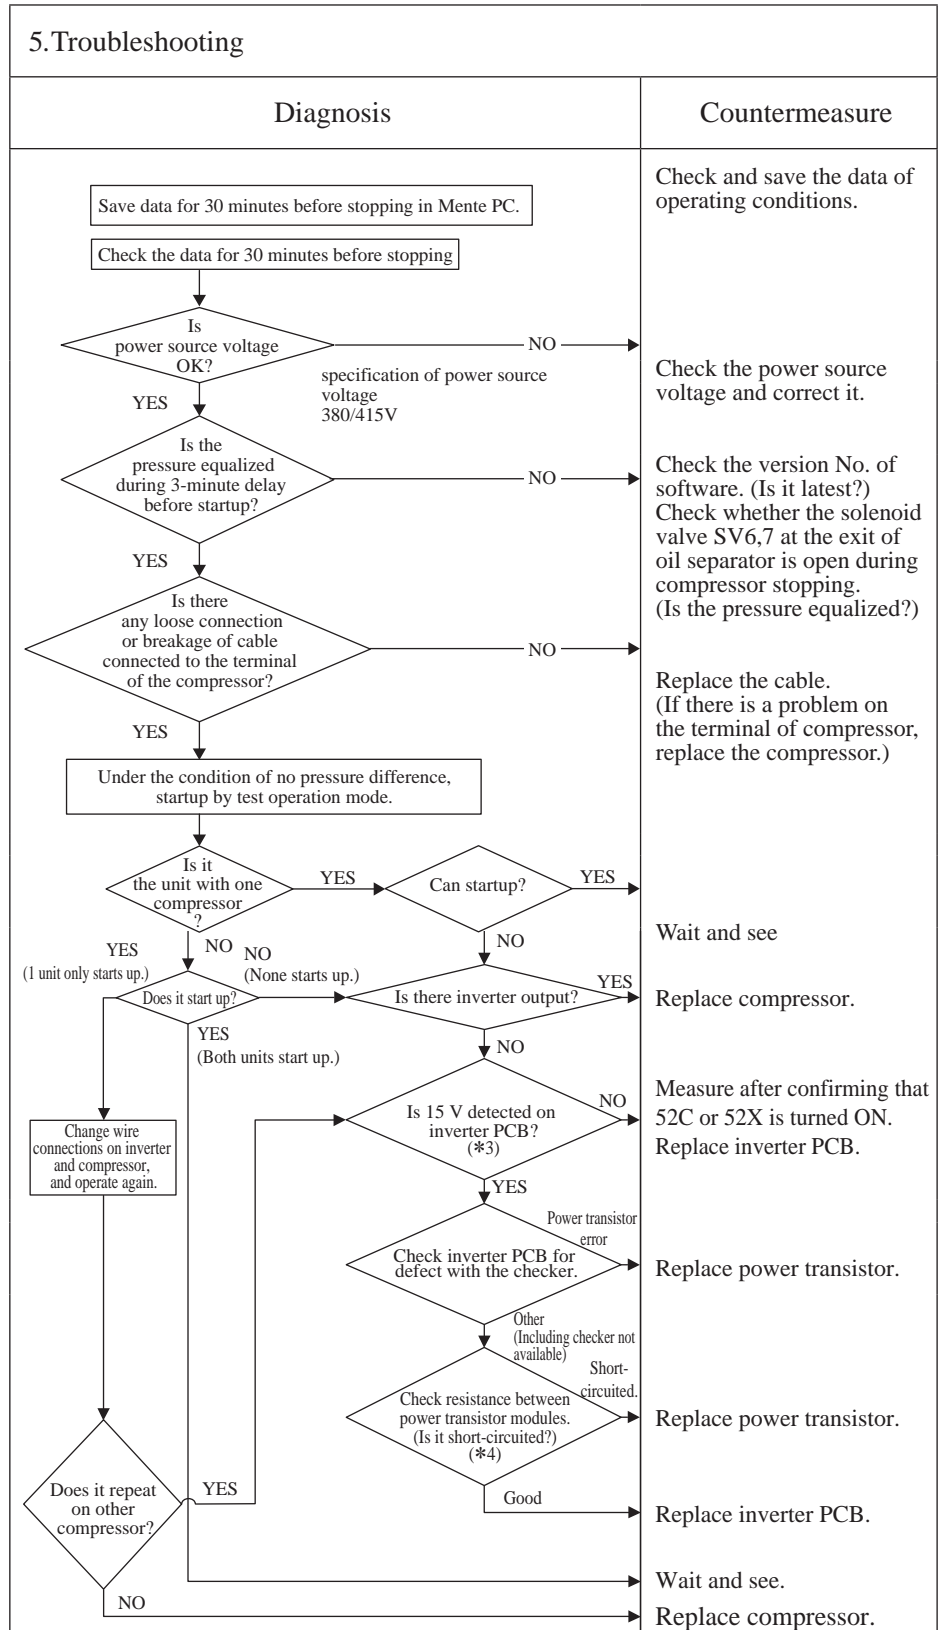 5.Troubleshooting
Diagnosis
Countermeasure
Save data for 30 minutes before stopping in Mente PC.
Check and save the data of
operating conditions.
Check the data for 30 minutes before stopping
Is
power source voltage
OK?
NO
specification of power source
voltage
380/415V
Check the power source
voltage and correct it.
YES
Is the
pressure equalized
during 3-minute delay
before startup?
NO
Check the version No. of
software. (Is it latest?)
Check whether the solenoid
valve SV6,7 at the exit of
oil separator is open during
compressor stopping.
(Is the pressure equalized?)
YES
Is there
any loose connection
or breakage of cable
connected to the terminal
of the compressor?
NO
Replace the cable.
(If there is a problem on
the terminal of compressor,
replace the compressor.)
YES
Under the condition of no pressure difference,
startup by test operation mode.
Is it
the unit with one
compressor
?
YES
Can startup?
YES
Wait and see
NO
NO
YES
(1 unit only starts up.)
NO
(None starts up.)
Does it start up?
Is there inverter output?
YES
Replace compressor.
YES
(Both units start up.)
NO
Is 15 V detected on
inverter PCB?
(*3)
NO
Measure after confirming that
52C or 52X is turned ON.
Replace inverter PCB.
Change wire
connections on inverter
and compressor,
and operate again.
YES
Power transistor
error
Check inverter PCB for
defect with the checker.
Replace power transistor.
Other
(Including checker not
available)
Short-
circuited.
Check resistance between
power transistor modules.
(Is it short-circuited?)
(*4)
Replace power transistor.
Does it repeat
on other
compressor?
YES
Good
Replace inverter PCB.
Wait and see.
NO
Replace compressor.